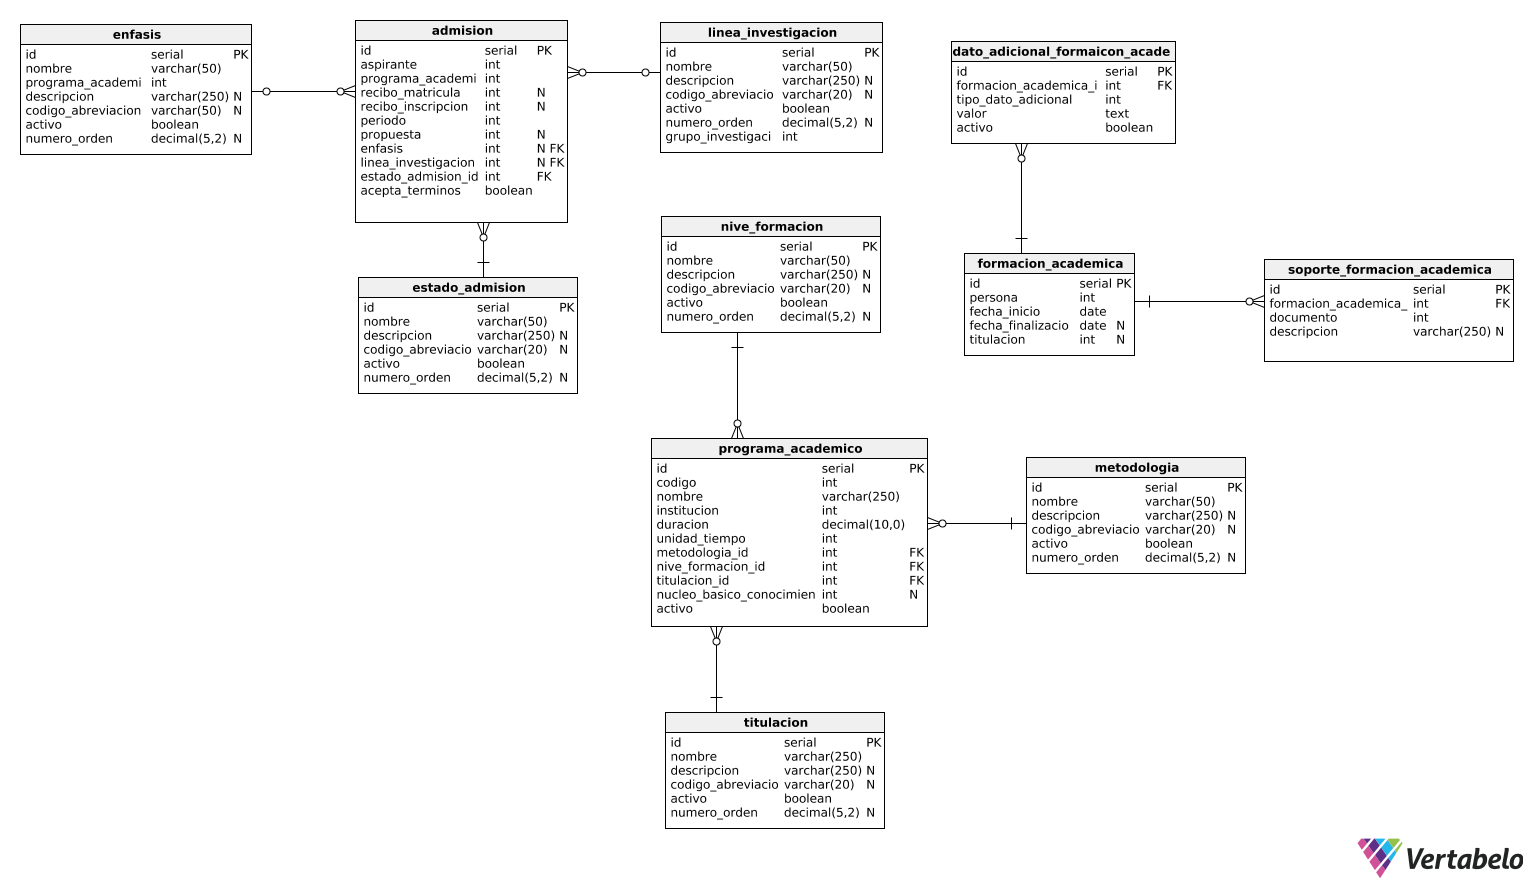 enfasis
id serial PK
nombre varchar(50)
programa_academi int
descripcion varchar(250) N
codigo_abreviacion varchar(50) N
activo boolean
numero_orden decimal(5,2) N
admision
id serial PK
aspirante int
programa_academi int
recibo_matricula int N
recibo_inscripcion int N
periodo int
propuesta int N
enfasis int N FK
linea_investigacion int N FK
estado_admision_id int FK
acepta_terminos boolean
linea_investigacion
id serial PK
nombre varchar(50)
descripcion varchar(250) N
codigo_abreviacio varchar(20) N
activo boolean
numero_orden decimal(5,2) N
grupo_investigaci int
dato_adicional_formaicon_acade
id serial PK
formacion_academica_i int FK
tipo_dato_adicional int
valor text
activo boolean
estado_admision
id serial PK
nombre varchar(50)
descripcion varchar(250) N
codigo_abreviacio varchar(20) N
activo boolean
numero_orden decimal(5,2) N
nive_formacion
id serial PK
nombre varchar(50)
descripcion varchar(250) N
codigo_abreviacio varchar(20) N
activo boolean
numero_orden decimal(5,2) N
formacion_academica
id serial PK
persona int
fecha_inicio date
fecha_finalizacio date N
titulacion int N
soporte_formacion_academica
id serial PK
formacion_academica_ int FK
documento int
descripcion varchar(250) N
programa_academico
id serial PK
codigo int
nombre varchar(250)
institucion int
duracion decimal(10,0)
unidad_tiempo int
metodologia_id int FK
nive_formacion_id int FK
titulacion_id int FK
nucleo_basico_conocimien int N
activo boolean
metodologia
id serial PK
nombre varchar(50)
descripcion varchar(250) N
codigo_abreviacio varchar(20) N
activo boolean
numero_orden decimal(5,2) N
titulacion
id serial PK
nombre varchar(250)
descripcion varchar(250) N
codigo_abreviacio varchar(20) N
activo boolean
numero_orden decimal(5,2) N
Vertabelo